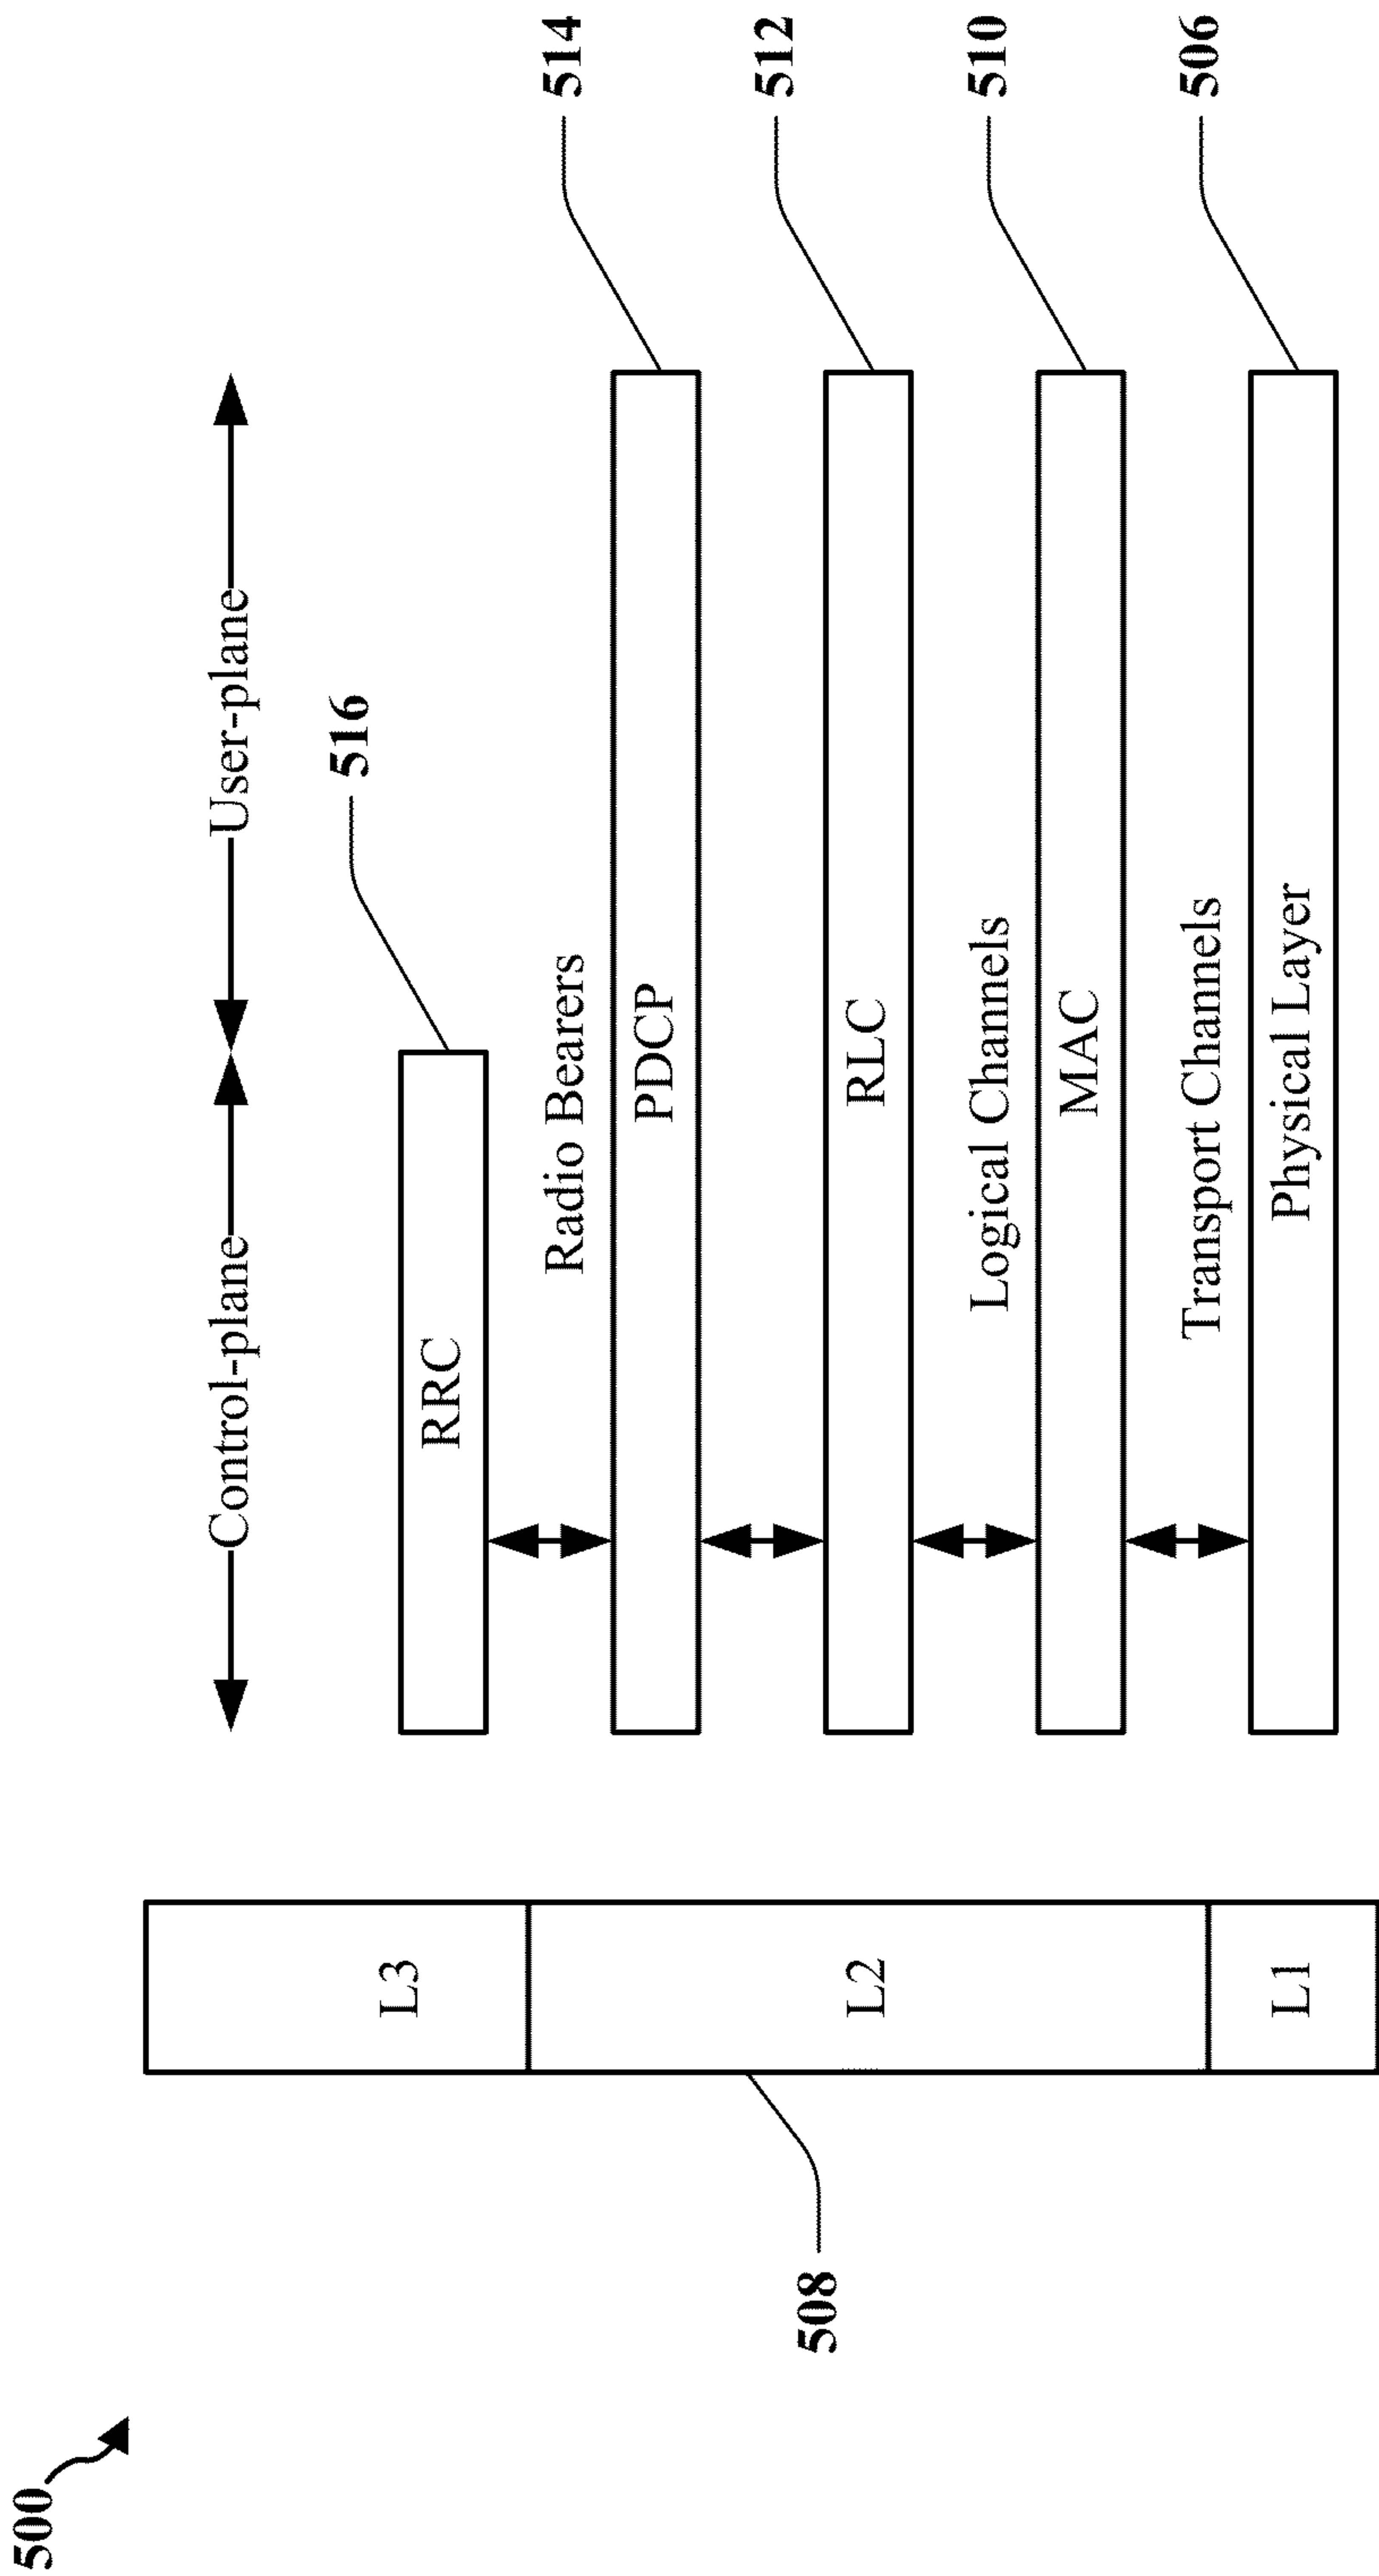 500
Control-plane
User-plane
516
RRC
L3
Radio Bearers
514
PDCP
512
RLC
L2
508
Logical Channels
510
MAC
Transport Channels
506
Physical Layer
L1